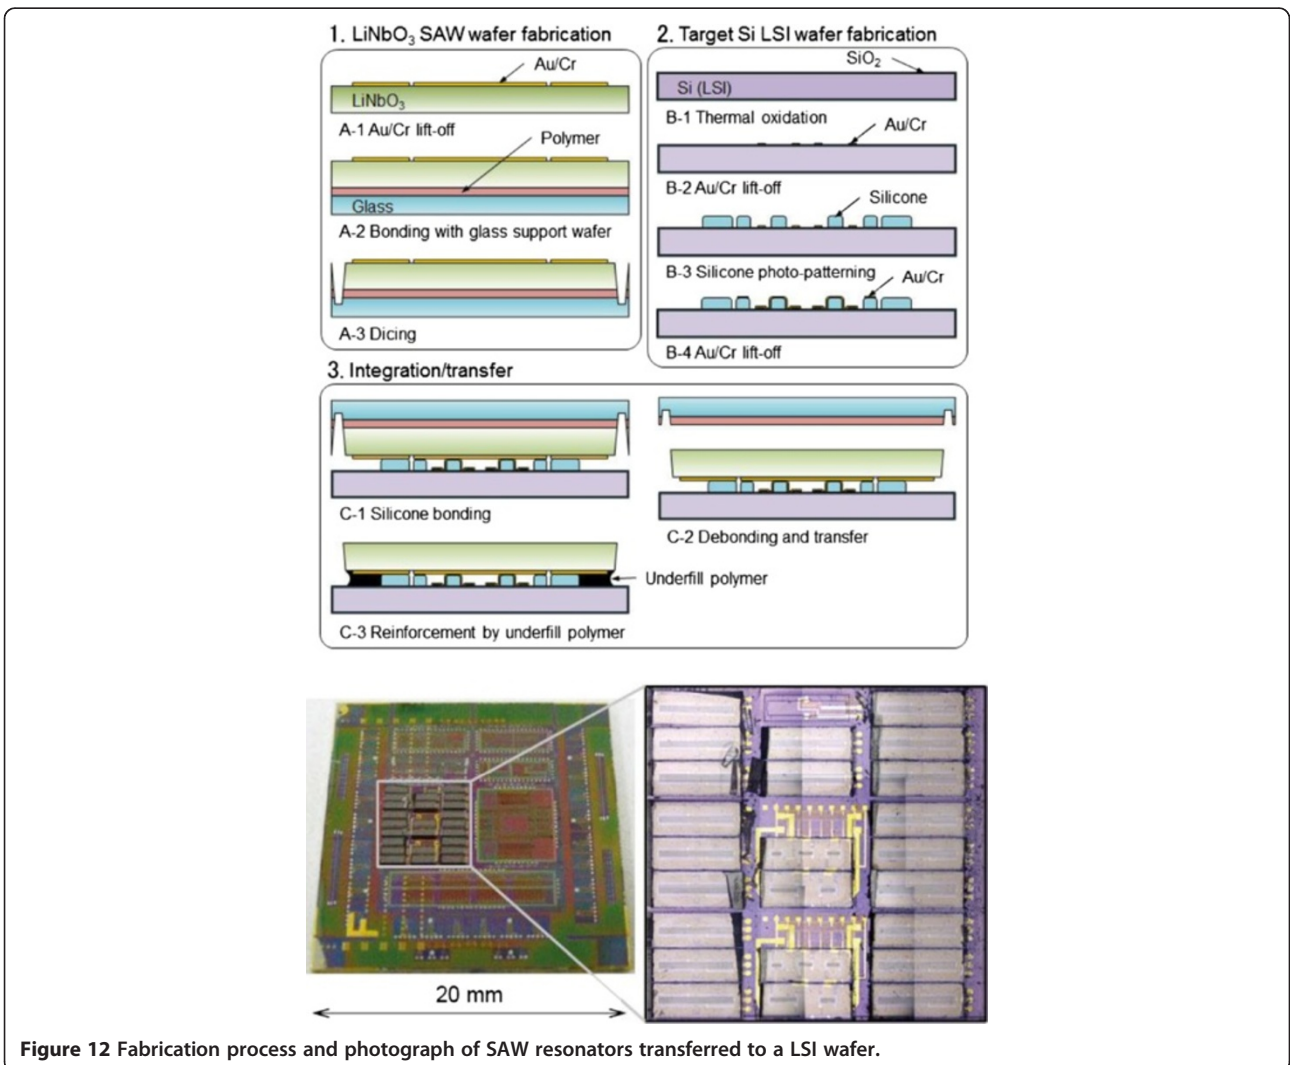 1. LiNbO3 SAW wafer fabrication
Au/Cr
LiNbO3
A-1 Au/Cr lift-off
Polymer
Glass
A-2 Bonding with glass support wafer
A-3 Dicing
2. Target Si LSI wafer fabrication
SiO2
Si (LSI)
B-1 Thermal oxidation
Au/Cr
B-2 Au/Cr lift-off
Silicone
B-3 Silicone photo-patterning
Au/Cr
B-4 Au/Cr lift-off
3. Integration/transfer
C-1 Silicone bonding
C-2 Debonding and transfer
Underfill polymer
C-3 Reinforcement by underfill polymer
F
20 mm
Figure 12 Fabrication process and photograph of SAW resonators transferred to a LSI wafer.